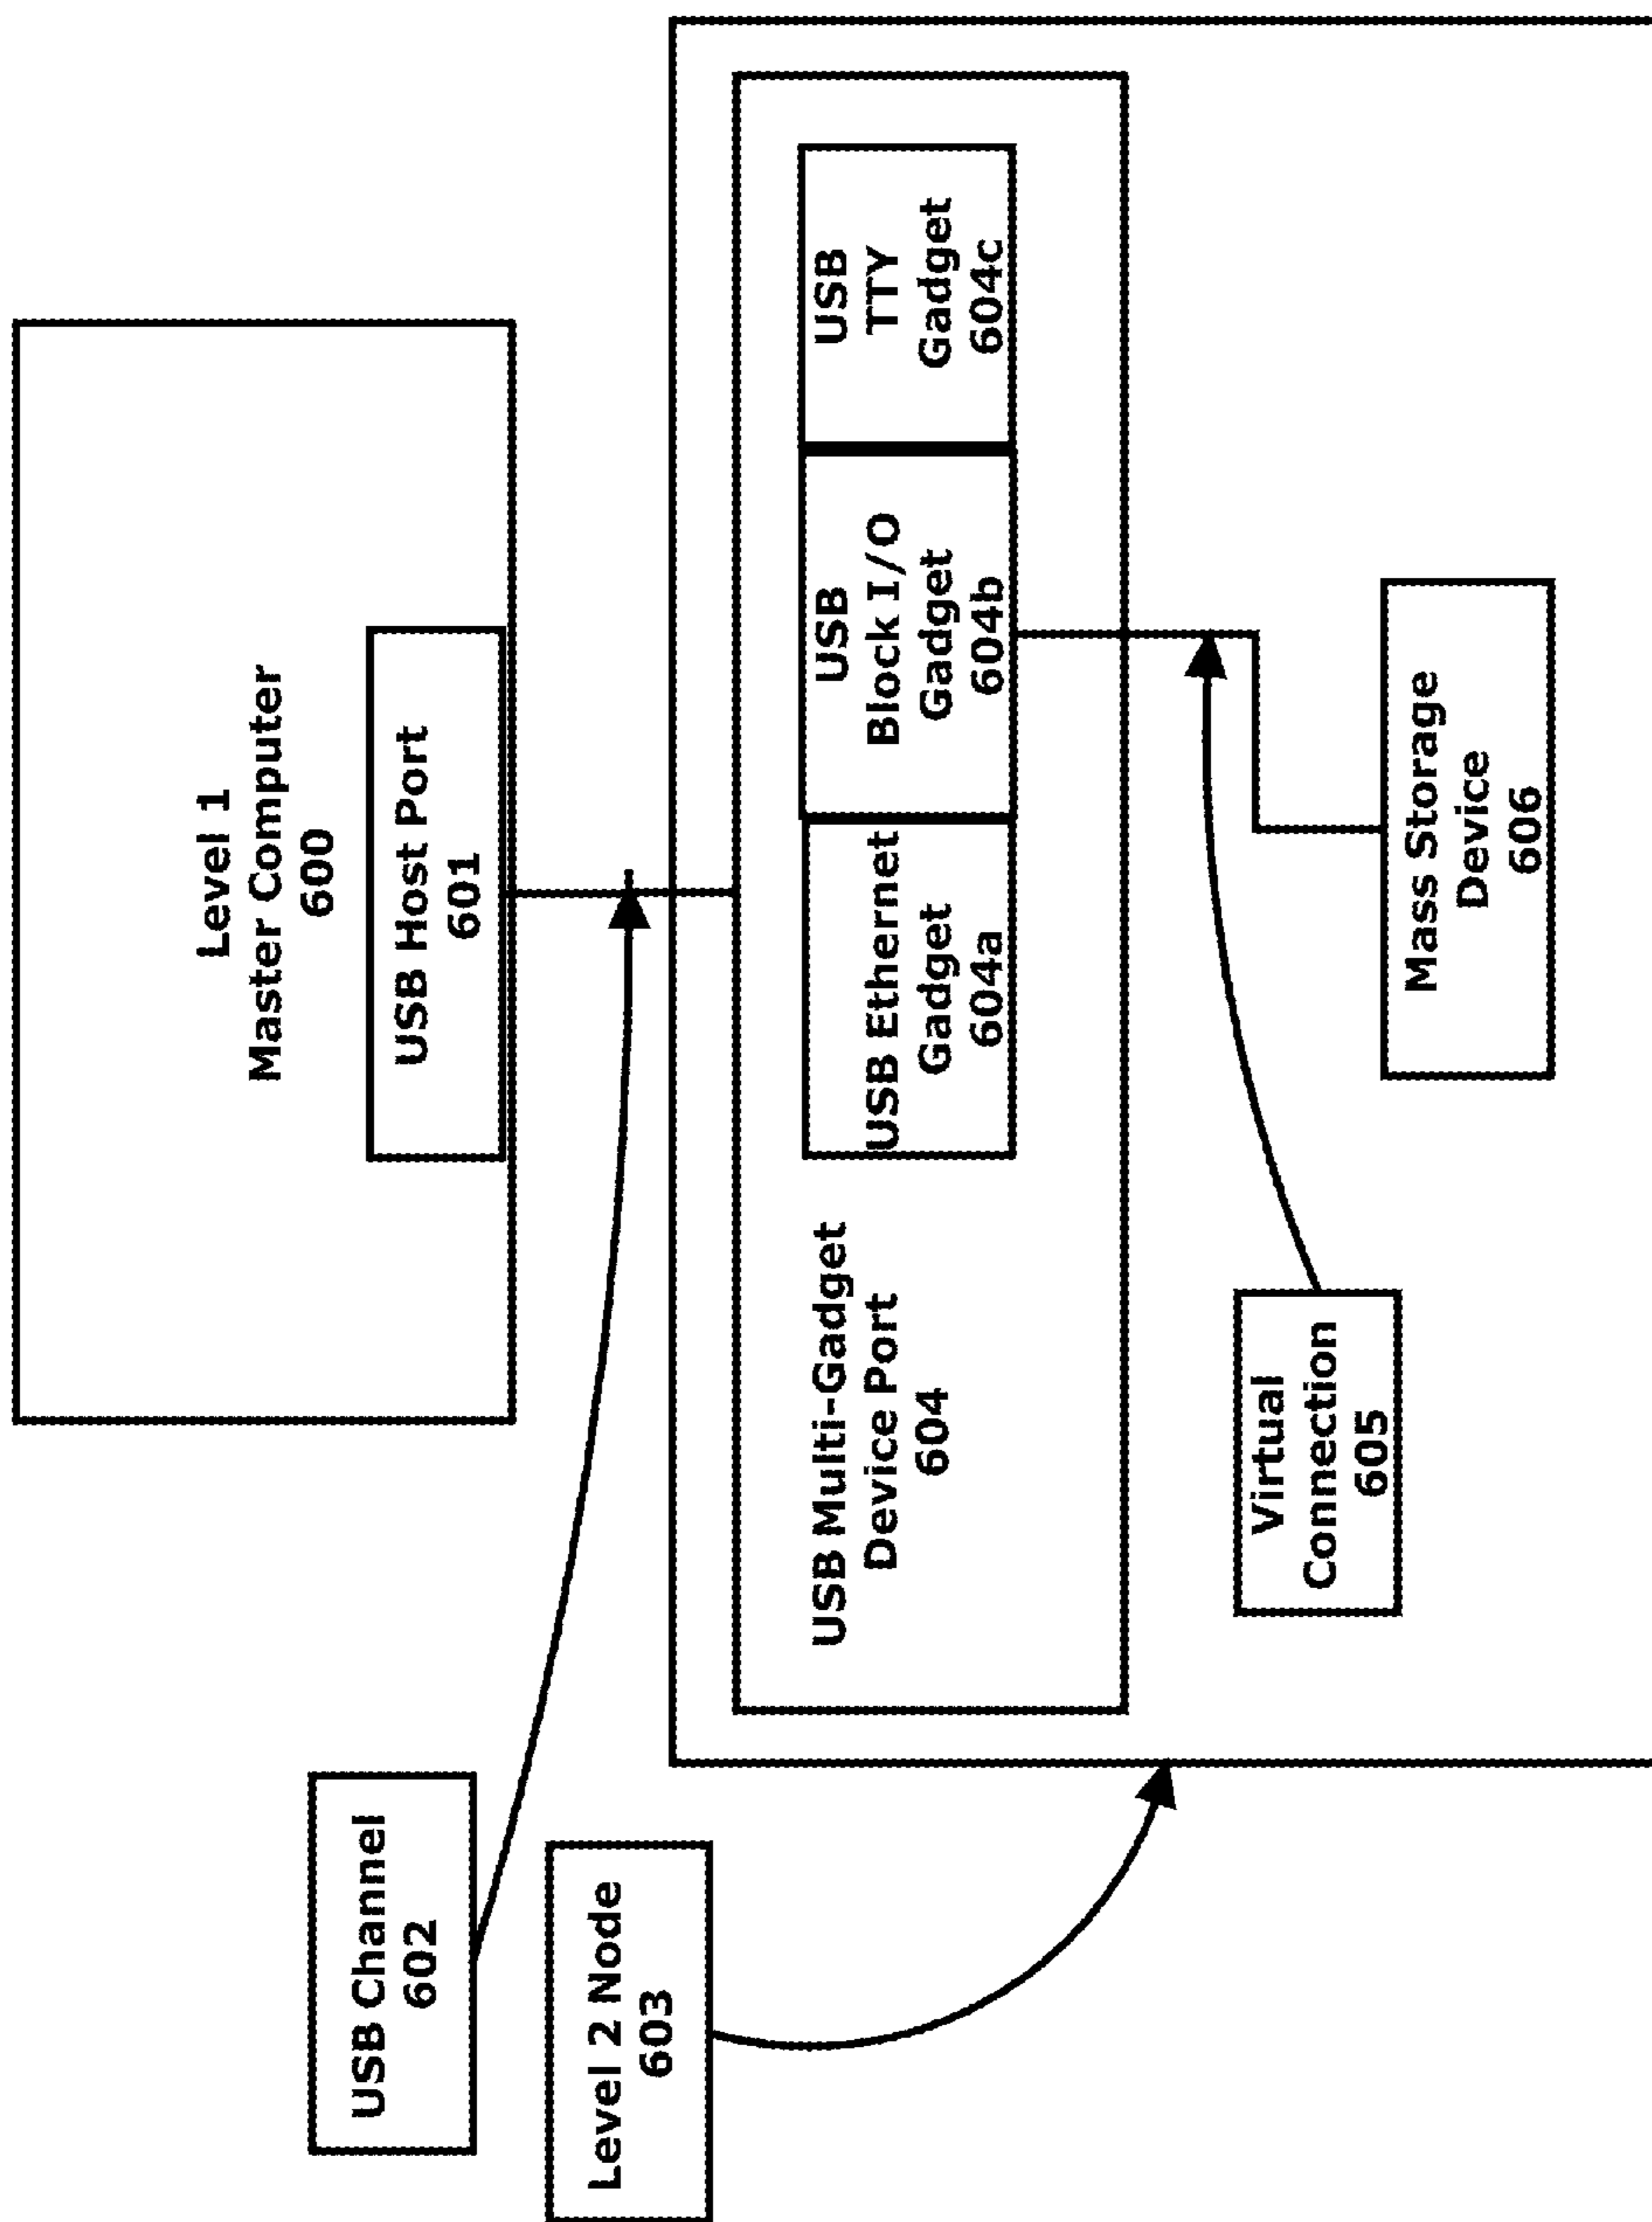 Level 1
Master Computer
600
USB Host Port
601
USB Channel
602
Level 2 Node
603
USB Multi-Gadget
Device Port
604
USB Ethernet
Gadget
604a
USB
Block I/O
Gadget
604b
USB
TTY
Gadget
604c
Virtual
Connection
605
Mass Storage
Device
606